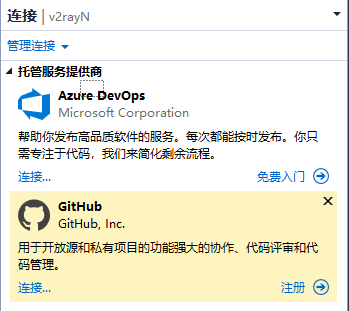 连接 | v2rayN
管理连接
托管服务提供商
Azure DevOps
Microsoft Corporation
帮助你发布高品质软件的服务。每次都能按时发布。你只
需专注于代码，我们来简化剩余流程。
连接... 免费入门
GitHub
GitHub, Inc.
用于开放源和私有项目的功能强大的协作、代码评审和代
码管理。
连接... 注册